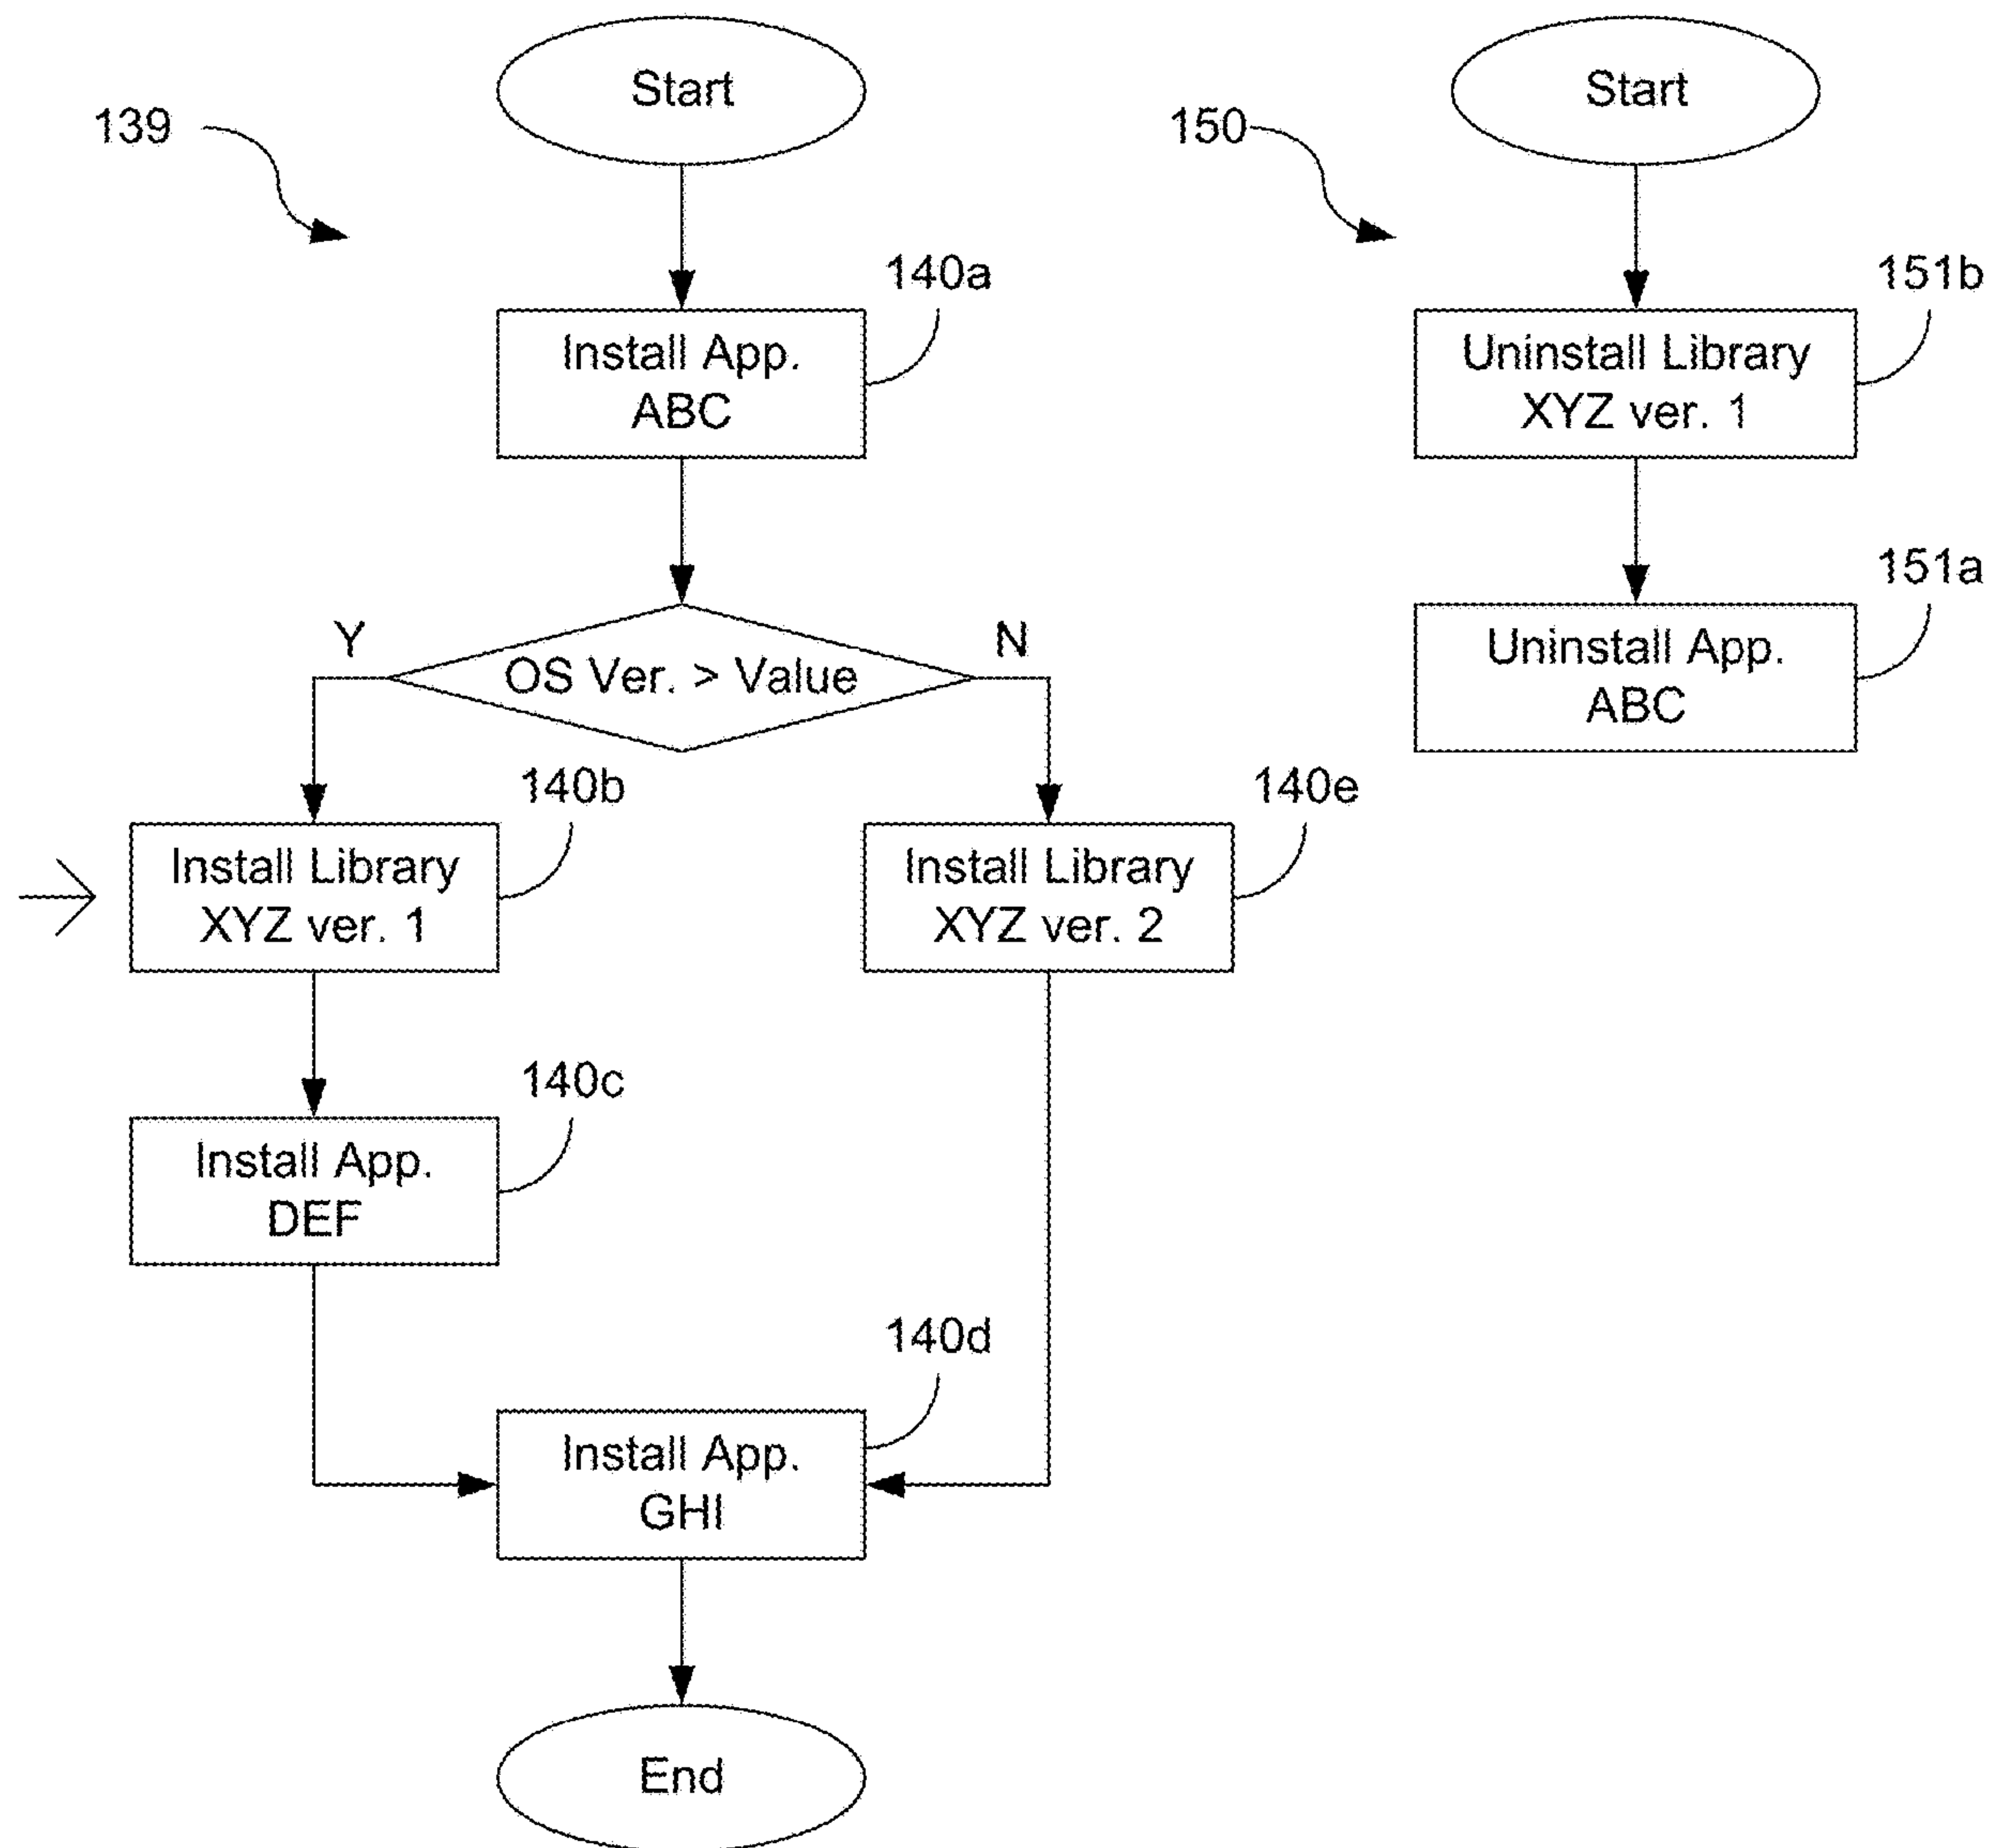 Start
139
140a
Install App.
ABC
Y
N
OS Ver. > Value
140b
Install Library
XYZ ver. 1
140e
Install Library
XYZ ver. 2
140c
Install App.
DEF
140d
Install App.
GHI
End
Start
150
151b
Uninstall Library
XYZ ver. 1
151a
Uninstall App.
ABC